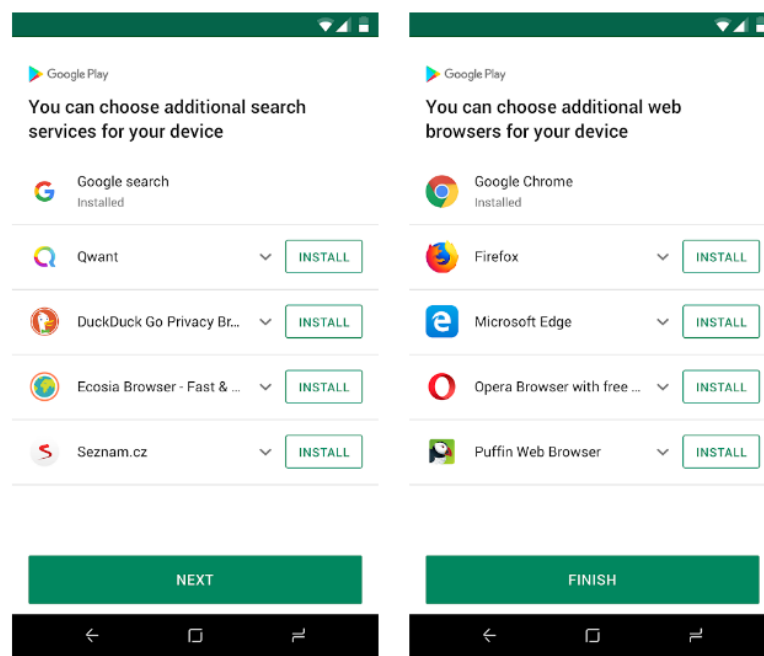 Google Play
You can choose additional search
services for your device
Google search
Installed
Qwant
INSTALL
DuckDuck Go Privacy Br...
INSTALL
Ecosia Browser - Fast & ...
INSTALL
Seznam.cz
INSTALL
NEXT
Google Play
You can choose additional web
browsers for your device
Google Chrome
Installed
Firefox
INSTALL
Microsoft Edge
INSTALL
Opera Browser with free ...
INSTALL
Puffin Web Browser
INSTALL
FINISH